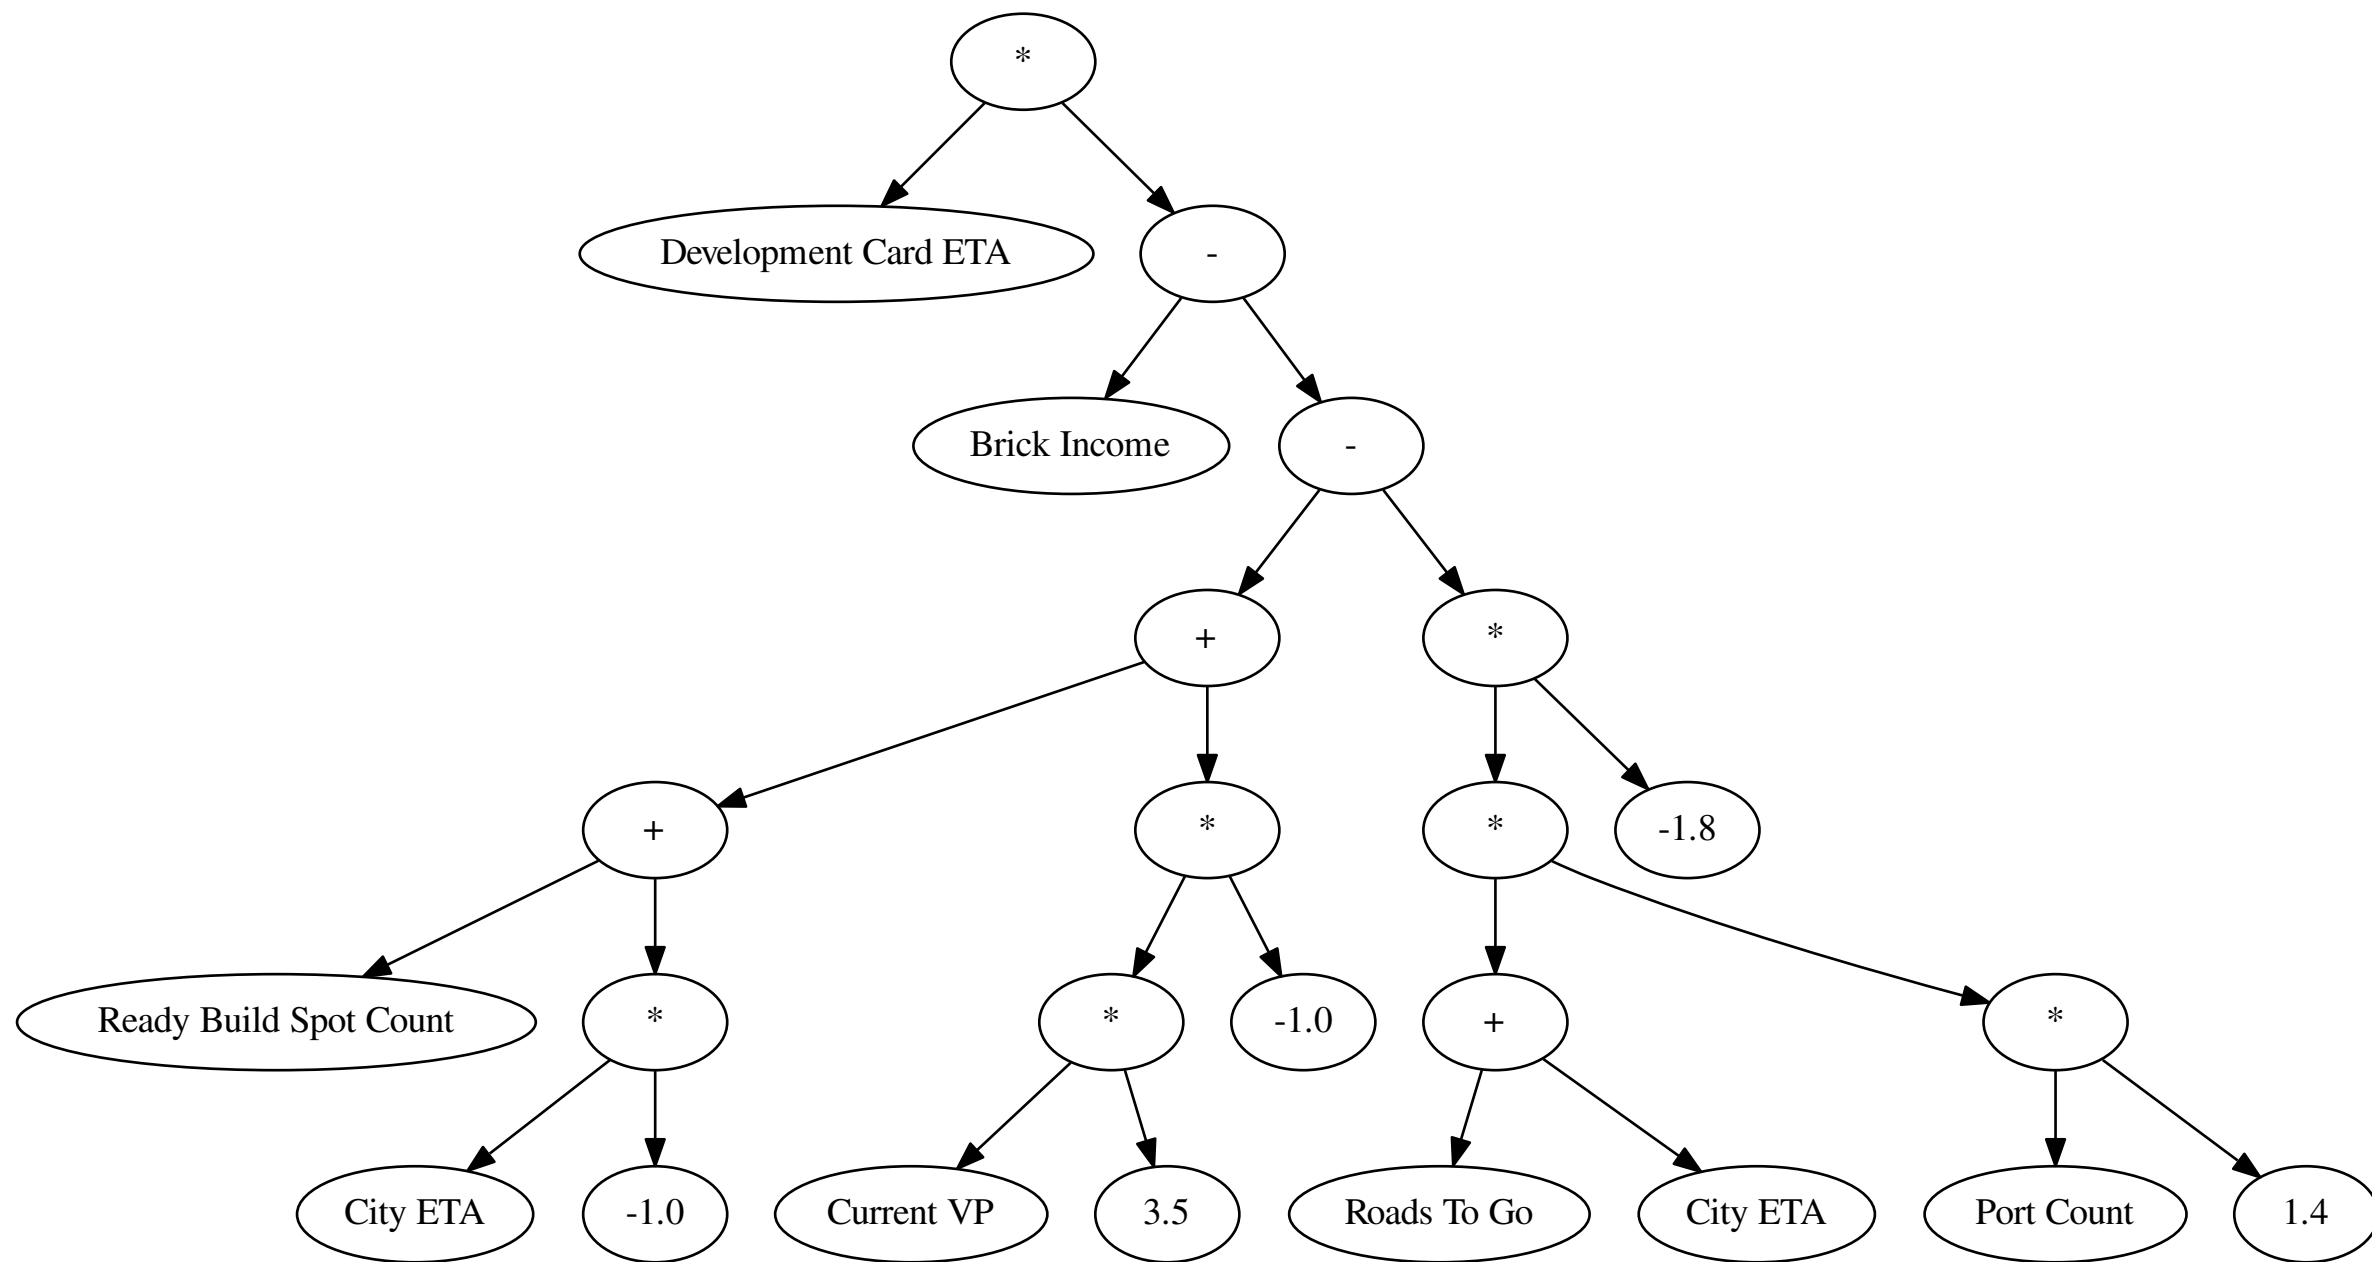 *
Development Card ETA
-
Brick Income
-
+
*
+
*
*
-1.8
Ready Build Spot Count
*
*
-1.0
+
*
City ETA
-1.0
Current VP
3.5
Roads To Go
City ETA
Port Count
1.4